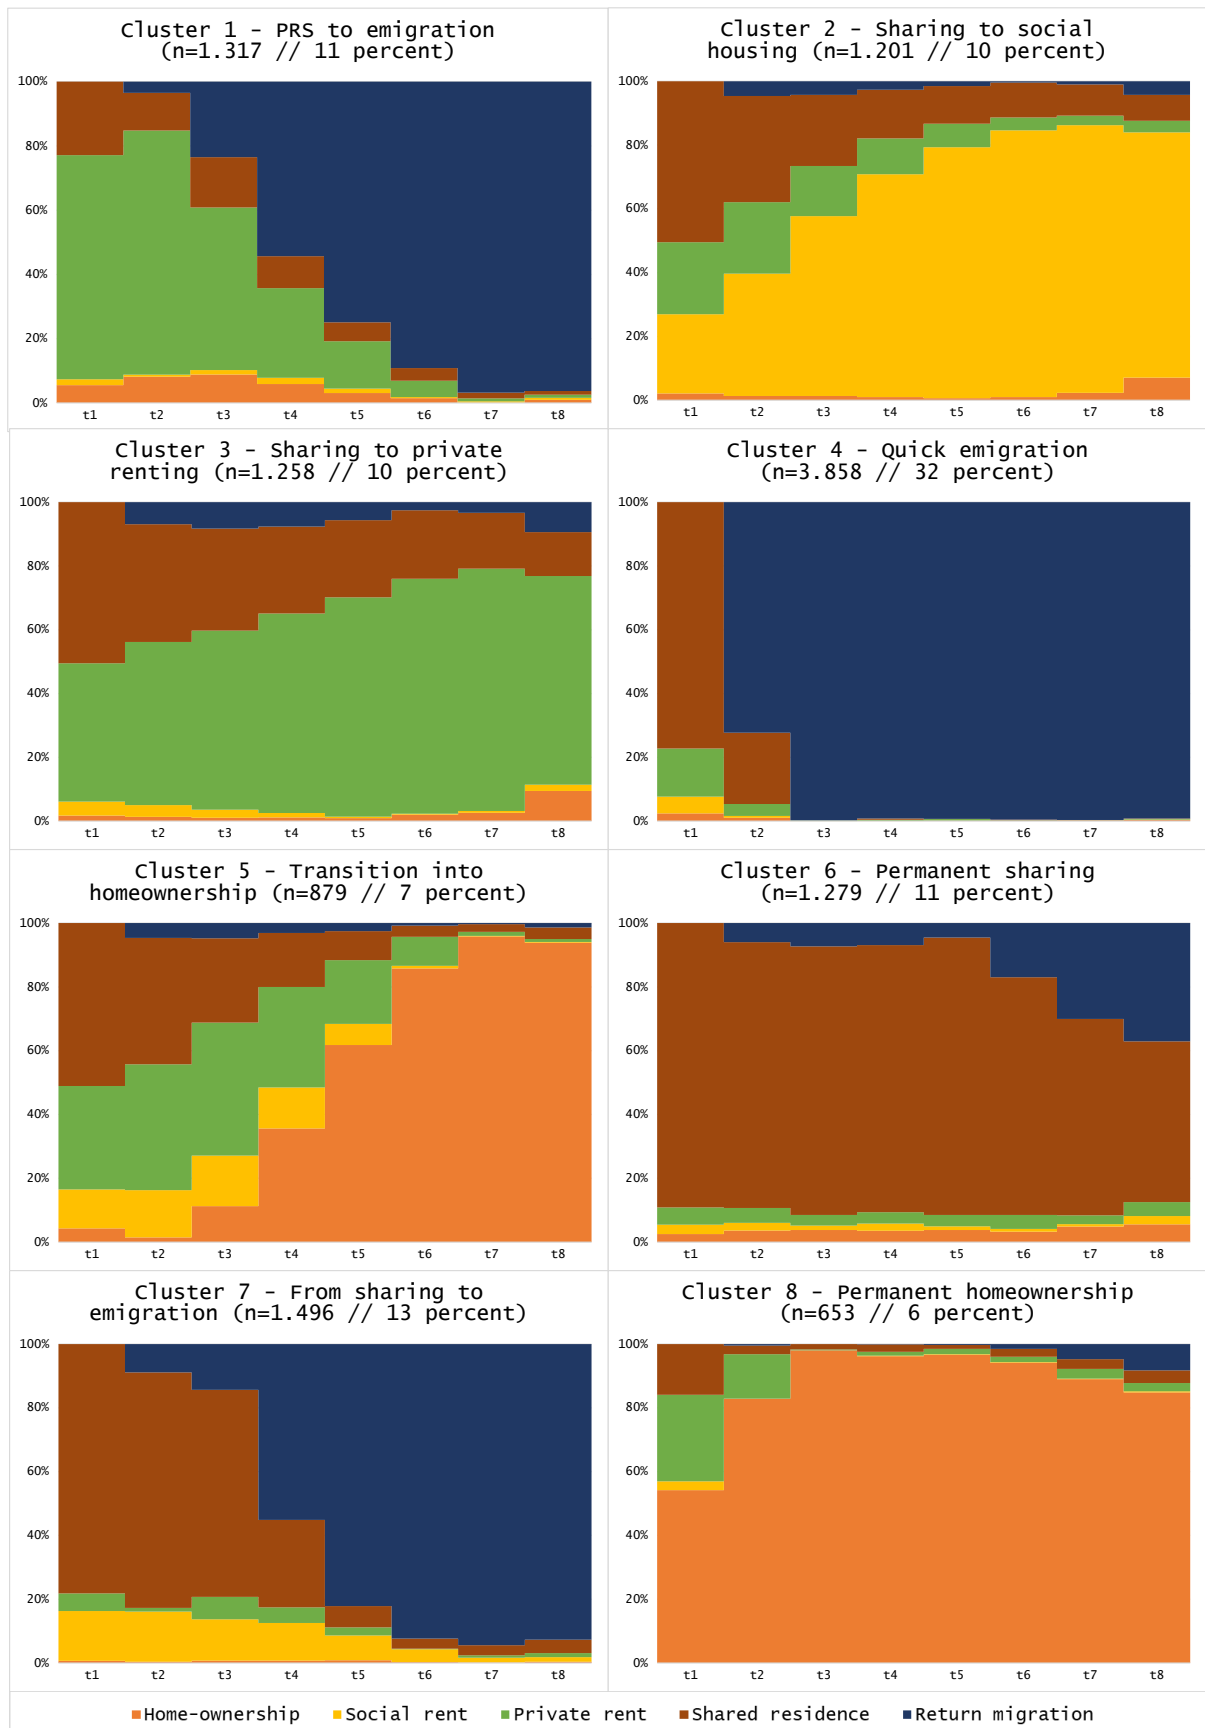 Cluster 1 - PRS to emigration
(n=1.317 // 11 percent)
100%
80%
60%
40%
20%
0%
t1 t2 t3 t4 t5 t6 t7 t8
Cluster 2 - Sharing to social
housing (n=1.201 // 10 percent)
100%
80%
60%
40%
20%
0%
t1 t2 t3 t4 t5 t6 t7 t8
Cluster 3 - Sharing to private
renting (n=1.258 // 10 percent)
100%
80%
60%
40%
20%
0%
t1 t2 t3 t4 t5 t6 t7 t8
Cluster 4 - Quick emigration
(n=3.858 // 32 percent)
100%
80%
60%
40%
20%
0%
t1 t2 t3 t4 t5 t6 t7 t8
Cluster 5 - Transition into
homeownership (n=879 // 7 percent)
100%
80%
60%
40%
20%
0%
t1 t2 t3 t4 t5 t6 t7 t8
Cluster 6 - Permanent sharing
(n=1.279 // 11 percent)
100%
80%
60%
40%
20%
0%
t1 t2 t3 t4 t5 t6 t7 t8
Cluster 7 - From sharing to
emigration (n=1.496 // 13 percent)
100%
80%
60%
40%
20%
0%
t1 t2 t3 t4 t5 t6 t7 t8
Cluster 8 - Permanent homeownership
(n=653 // 6 percent)
100%
80%
60%
40%
20%
0%
t1 t2 t3 t4 t5 t6 t7 t8
Home-ownership Social rent Private rent Shared residence Return migration